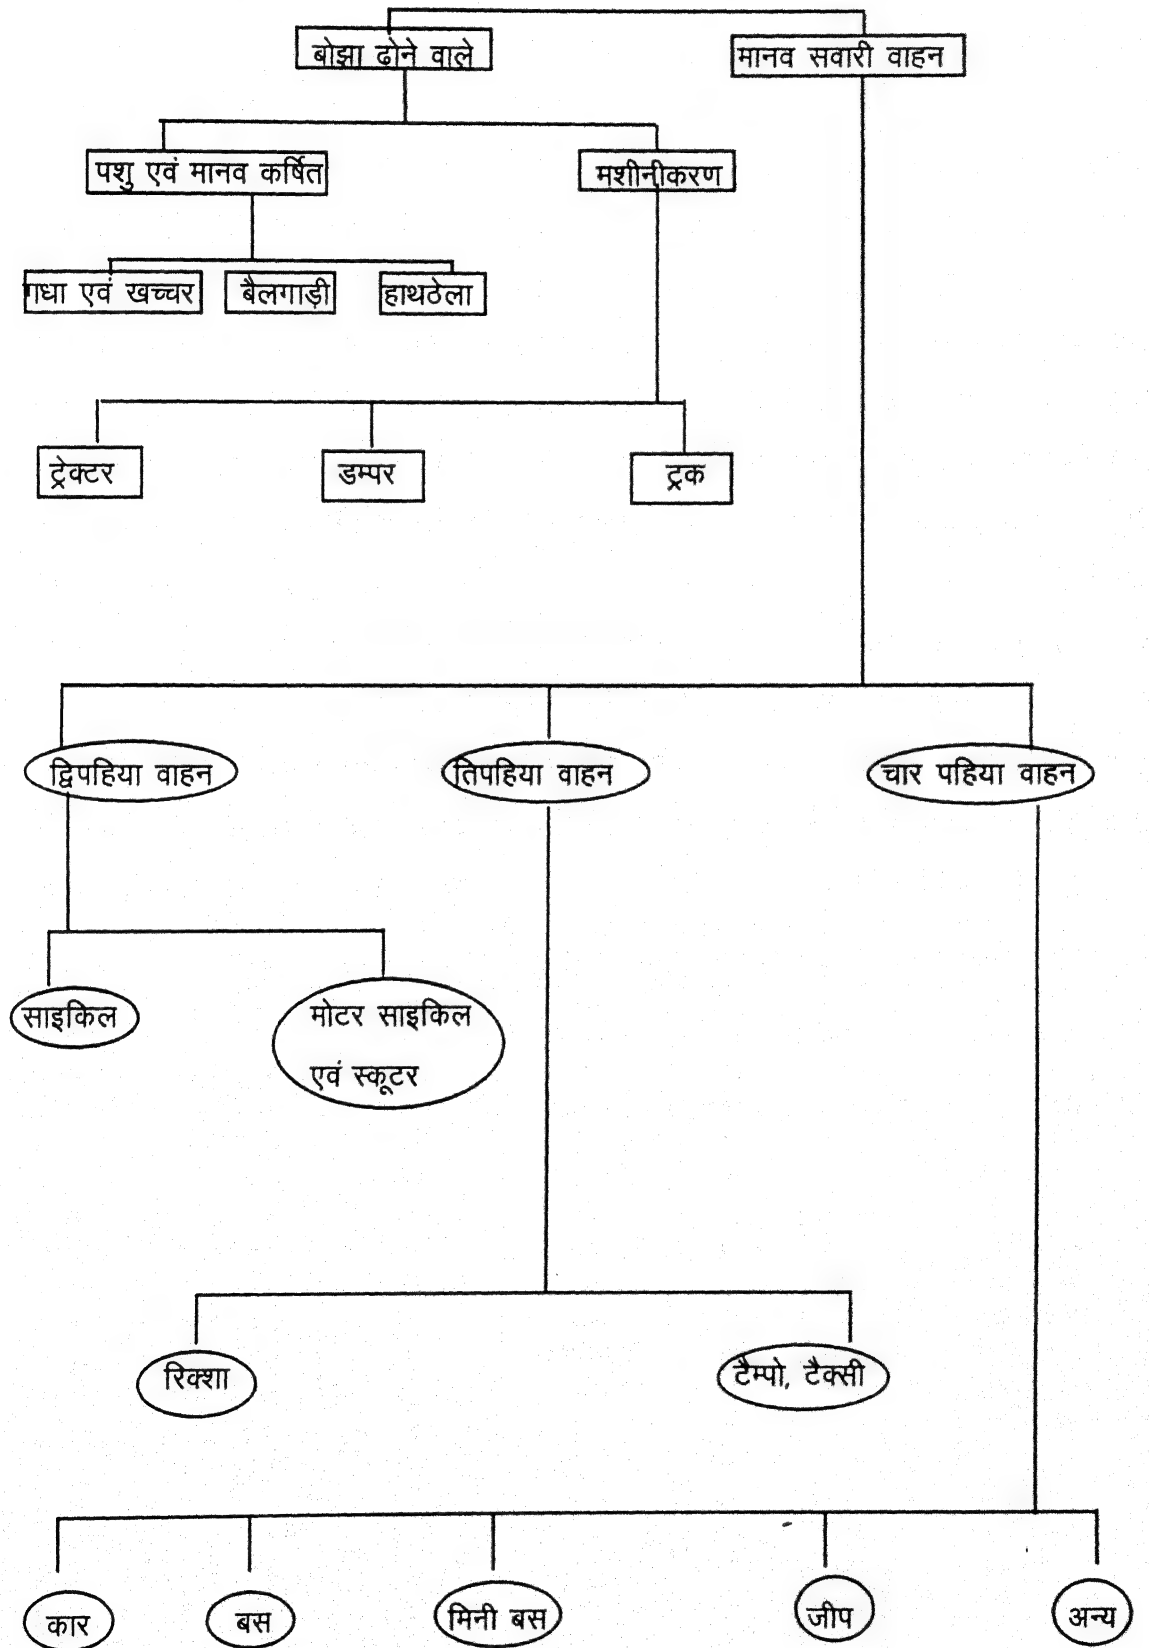 बोझा ढोने वाले
मानव सवारी वाहन
पशु एवं मानव कर्षित
मशीनीकरण
गधा एवं खच्चर
बैलगाड़ी
हाथठेला
ट्रेक्टर
डम्पर
ट्रक
द्विपहिया वाहन
तिपहिया वाहन
चार पहिया वाहन
साइकिल
मोटर साइकिल
एवं स्कूटर
रिक्शा
टैम्पो, टैक्सी
कार
बस
मिनी बस
जीप
अन्य